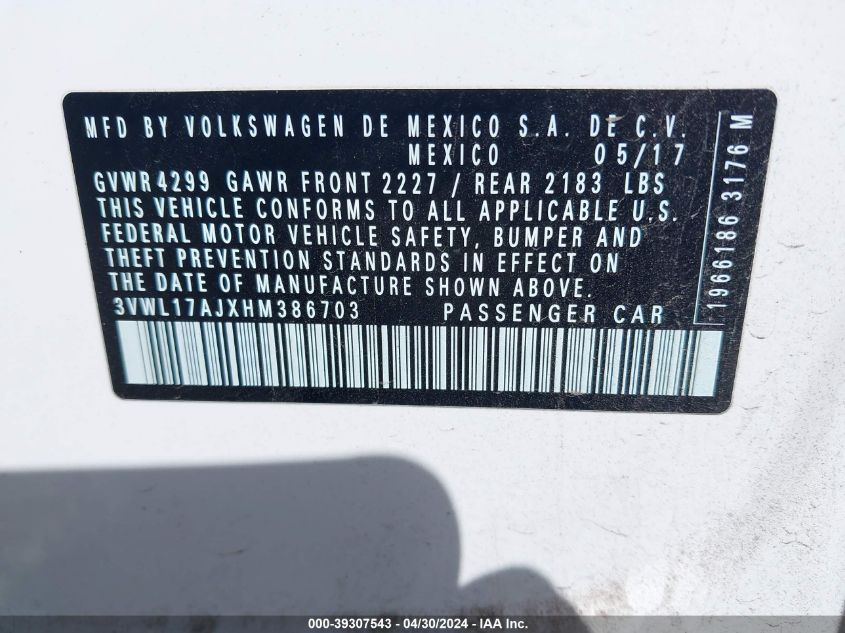 MFD BY VOLKSWAGEN DE MEXICO S.A. DE C.V.
MEXICO 05/17
GVWR 4299 GAWR FRONT 2227 / REAR 2183 LBS
THIS VEHICLE CONFORMS TO ALL APPLICABLE U.S.
FEDERAL MOTOR VEHICLE SAFETY, BUMPER AND
THEFT PREVENTION STANDARDS IN EFFECT ON
THE DATE OF MANUFACTURE SHOWN ABOVE.
3VWL17AJXHM386703 PASSENGER CAR
1966186 3176 M
000-39307543 - 04/30/2024 - IAA Inc.